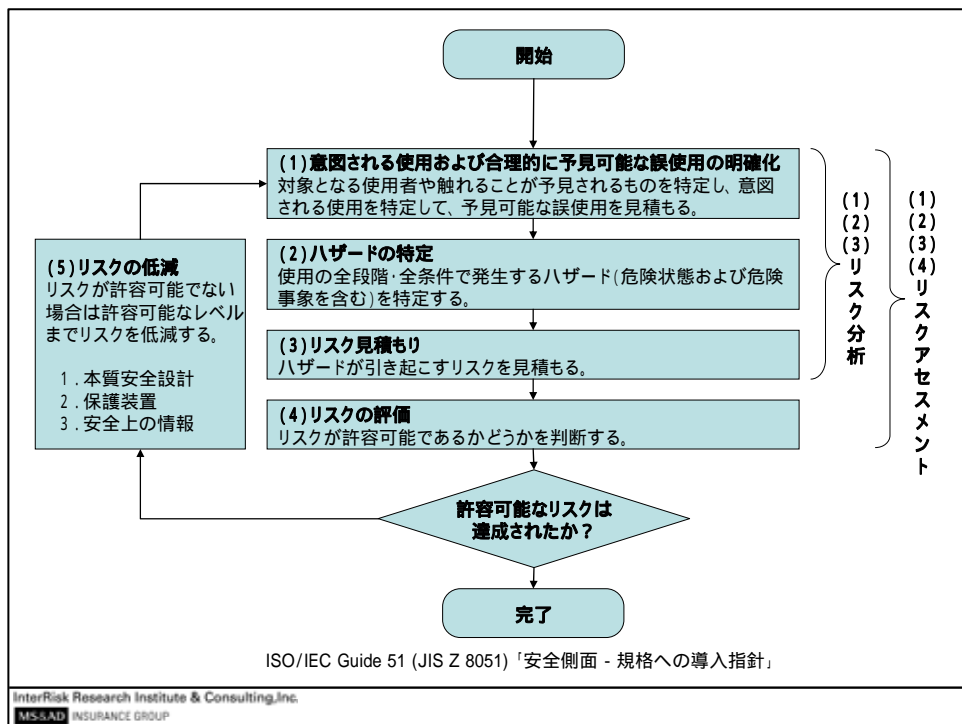 開始
(1)意図される使用および合理的に予見可能な誤使用の明確化
対象となる使用者や触れることが予見されるものを特定し、意図
される使用を特定して、予見可能な誤使用を見積もる。
(2)ハザードの特定
使用の全段階・全条件で発生するハザード(危険状態および危険
事象を含む)を特定する。
(3)リスク見積もり
ハザードが引き起こすリスクを見積もる。
(4)リスクの評価
リスクが許容可能であるかどうかを判断する。
(1)(2)(3)リスク分析
(1)(2)(3)(4)リスクアセスメント
(5)リスクの低減
リスクが許容可能でない
場合は許容可能なレベル
までリスクを低減する。
1.本質安全設計
2.保護装置
3.安全上の情報
許容可能なリスクは
達成されたか？
完了
ISO/IEC Guide 51 (JIS Z 8051)「安全側面 - 規格への導入指針」
InterRisk Research Institute & Consulting,Inc.
MS&AD INSURANCE GROUP